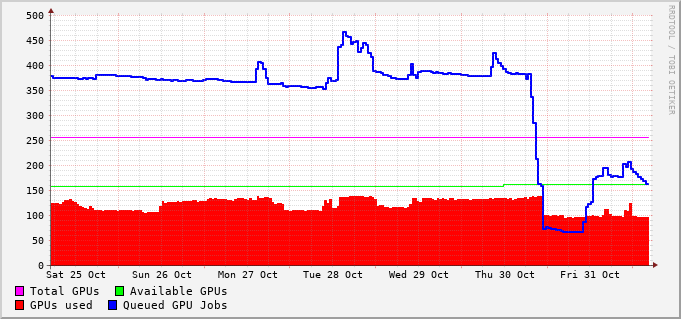 500
450
400
350
300
250
200
150
100
50
0
Sat 25 Oct Sun 26 Oct Mon 27 Oct Tue 28 Oct Wed 29 Oct Thu 30 Oct Fri 31 Oct
Total GPUs Available GPUs
GPUs used Queued GPU Jobs
RRDTOOL / TOBI OETIKER